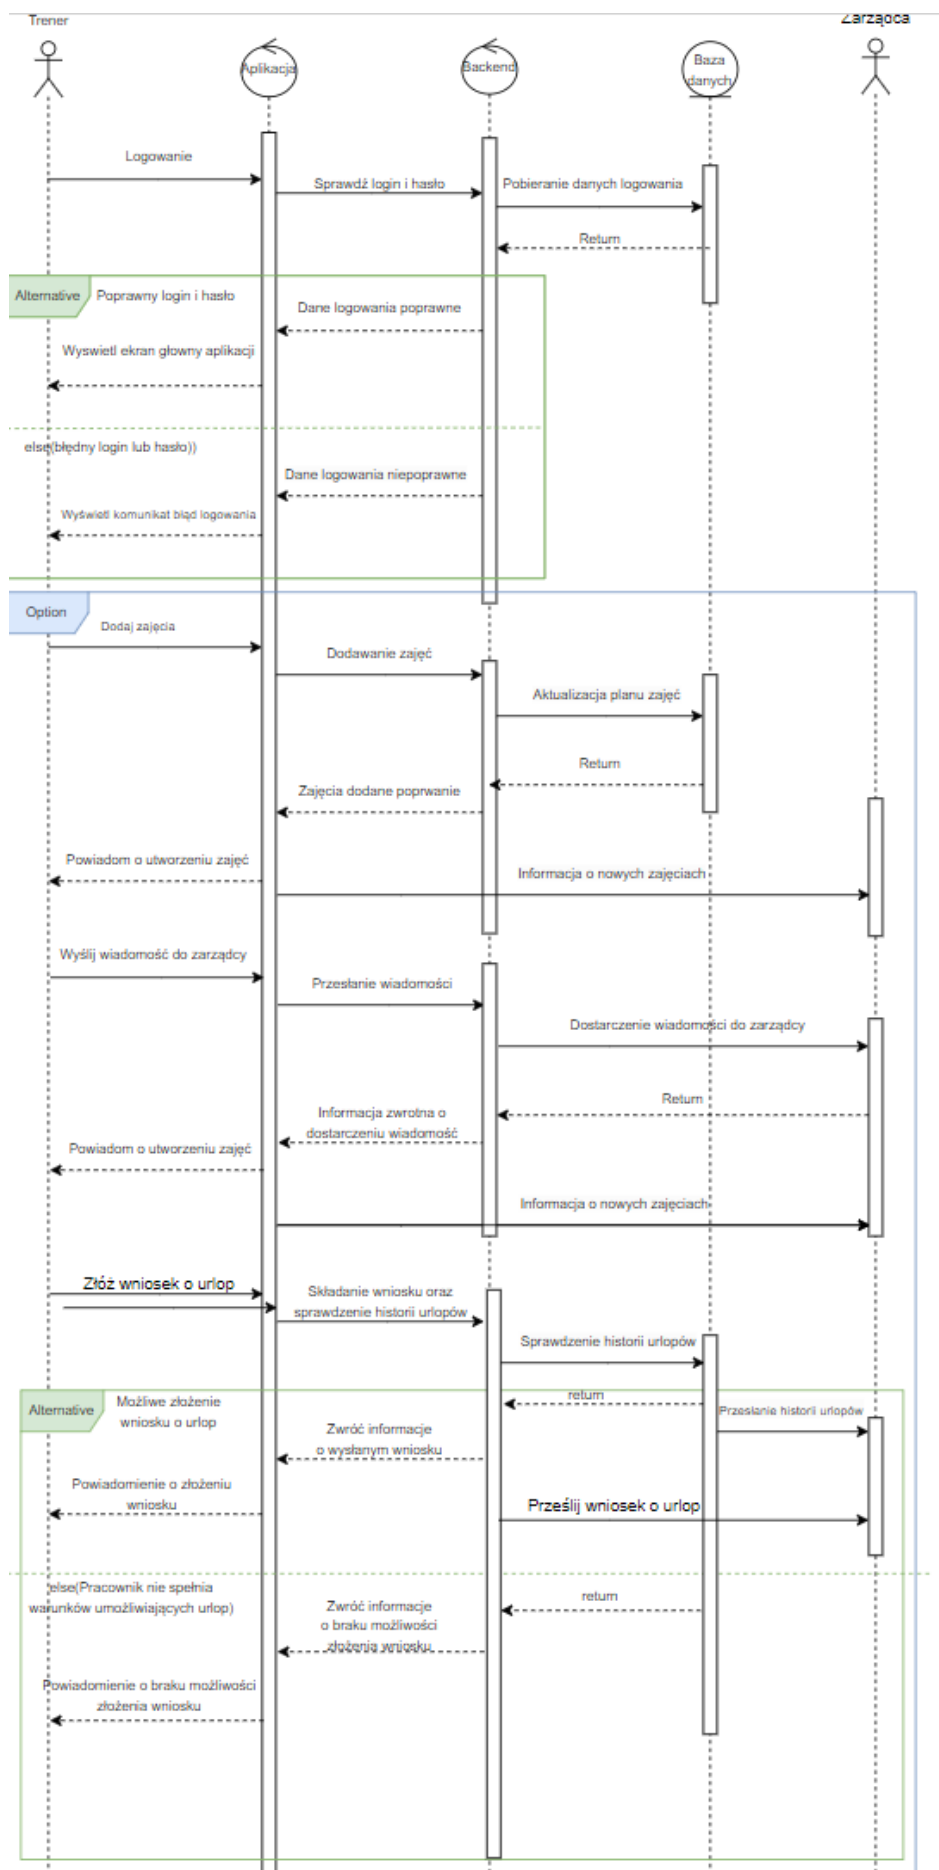 Trener
Zarządca
Aplikacja
Backend
Baza
danych
Logowanie
Sprawdź login i hasło
Pobieranie danych logowania
Return
Alternative
Poprawny login i hasło
Dane logowania poprawne
Wyswietl ekran głowny aplikacji
else(błędny login lub hasło))
Dane logowania niepoprawne
Wyświetl komunikat błąd logowania
Option
Dodaj zajęcia
Dodawanie zajęć
Aktualizacja planu zajęć
Return
Zajęcia dodane poprwanie
Powiadom o utworzeniu zajęć
Informacja o nowych zajęciach
Wyślij wiadomość do zarządcy
Przesłanie wiadomości
Dostarczenie wiadomości do zarządcy
Return
Informacja zwrotna o
dostarczeniu wiadomość
Powiadom o utworzeniu zajęć
Informacja o nowych zajęciach
Złóż wniosek o urlop
Składanie wniosku oraz
sprawdzenie historii urlopów
Sprawdzenie historii urlopów
return
Alternative
Możliwe złożenie
wniosku o urlop
Przesłanie historii urlopów
Zwróć informacje
o wysłanym wniosku
Powiadomienie o złożeniu
wniosku
Prześlij wniosek o urlop
else(Pracownik nie spełnia
warunków umożliwiających urlop)
return
Zwróć informacje
o braku możliwości
złożenia wniosku
Powiadomienie o braku możliwości
złożenia wniosku